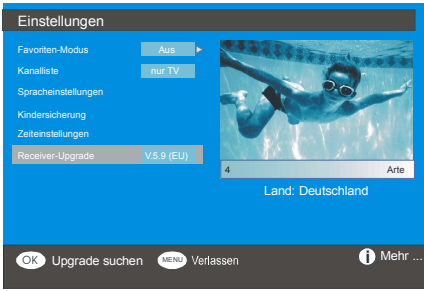 Einstellungen
Favoriten-Modus Aus
Kanalliste nur TV
Spracheinstellungen
Kindersicherung
Zeiteinstellungen
Receiver-Upgrade V.5.9 (EU)
4 Arte
Land: Deutschland
OK Upgrade suchen MENU Verlassen i Mehr ...